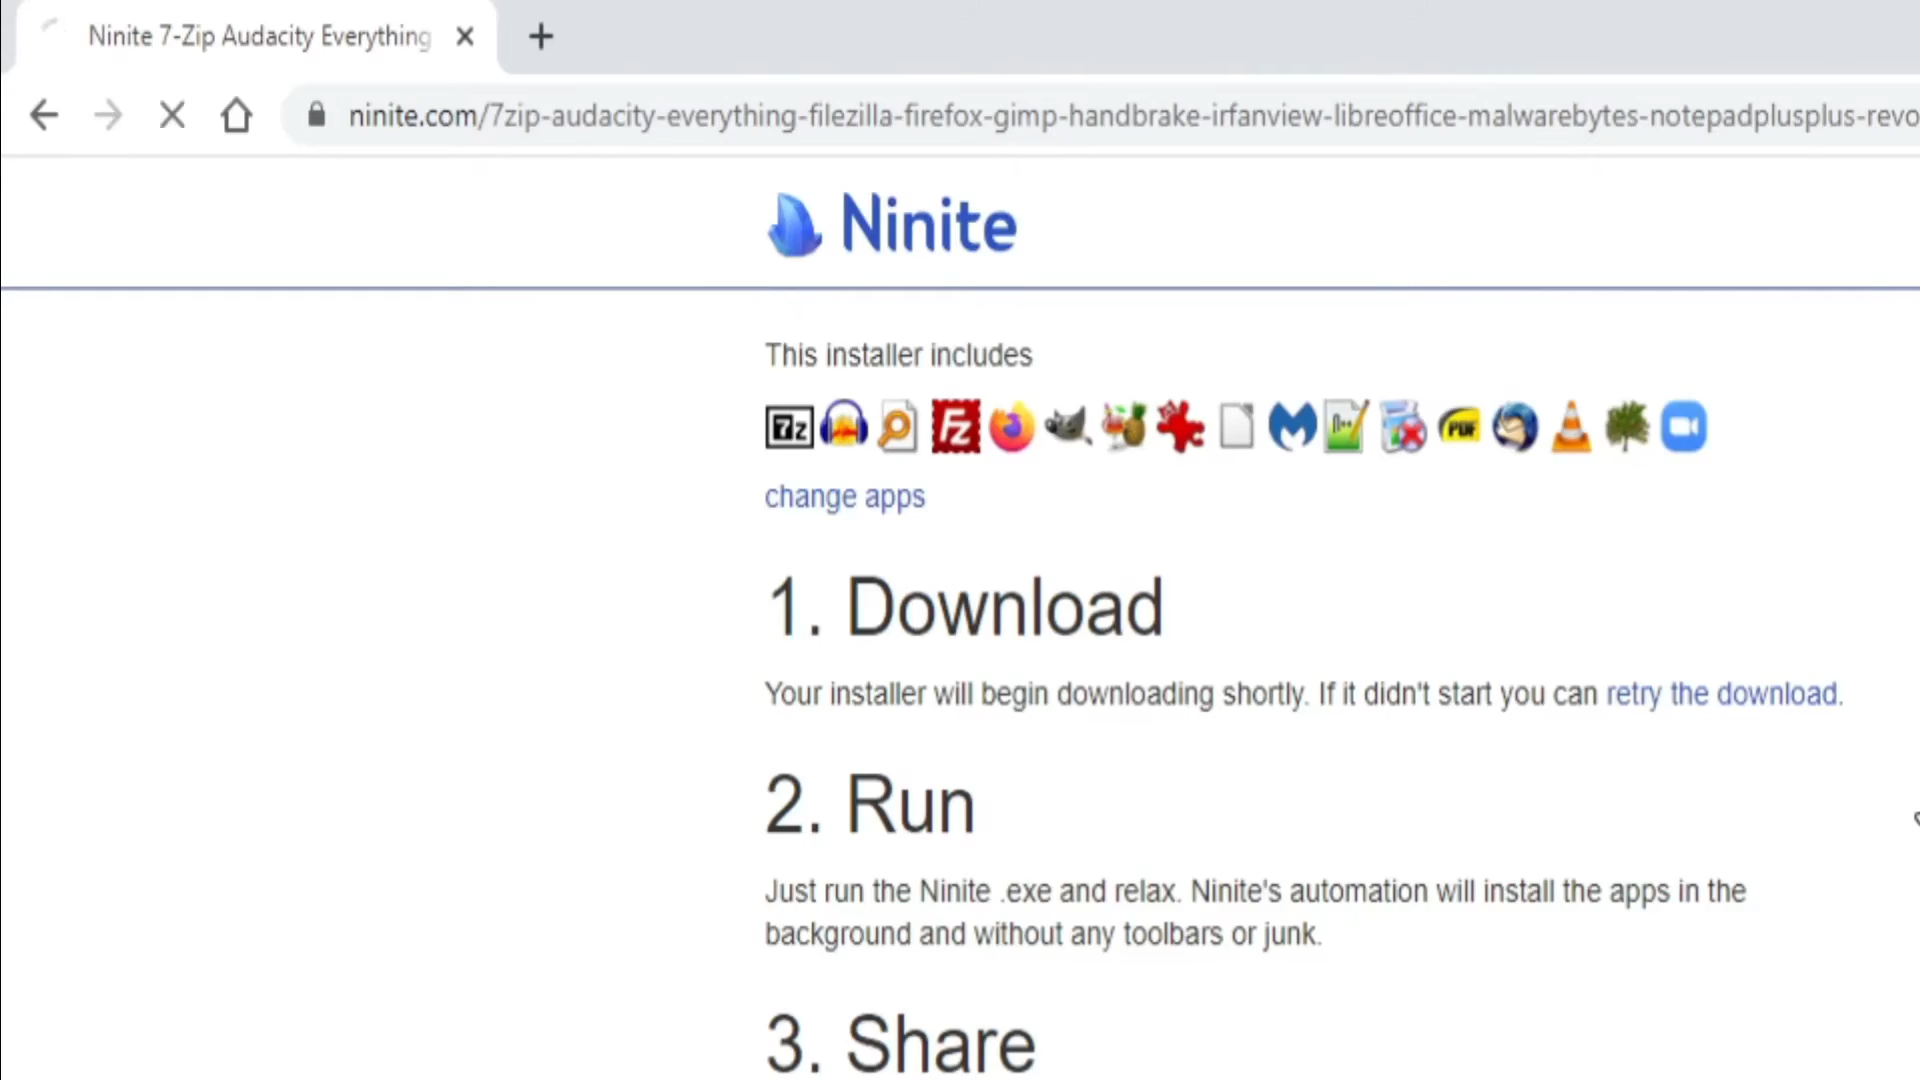 Ninite 7-Zip Audacity Everything
ninite.com/7zip-audacity-everything-filezilla-firefox-gimp-handbrake-irfanview-libreoffice-malwarebytes-notepadplusplus-revo
Ninite
This installer includes
7z Fz n++ PDF
change apps
1. Download
Your installer will begin downloading shortly. If it didn't start you can retry the download.
2. Run
Just run the Ninite .exe and relax. Ninite's automation will install the apps in the
background and without any toolbars or junk.
3. Share